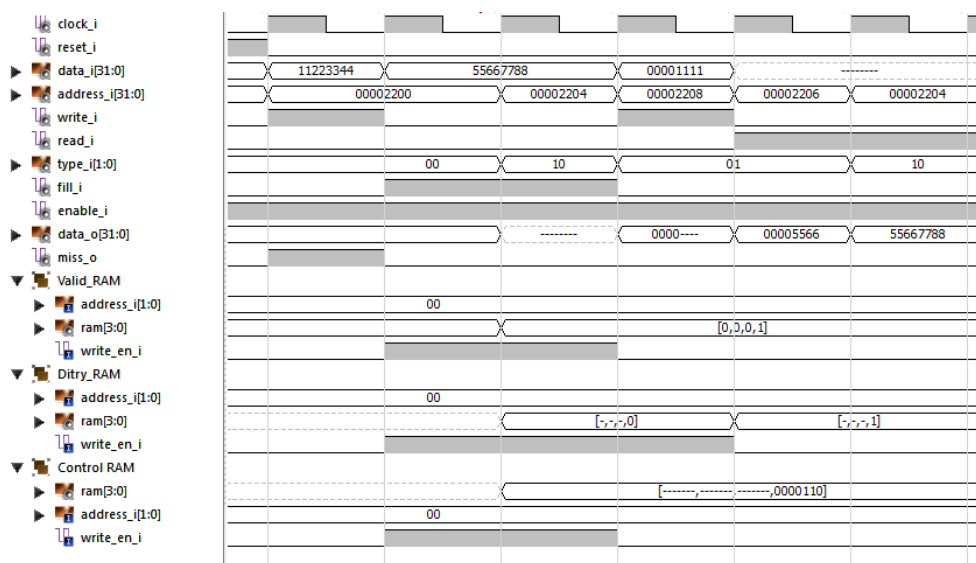 clock_i
reset_i
data_i[31:0] 11223344 55667788 00001111 --------
address_i[31:0] 00002200 00002204 00002208 00002206 00002204
write_i
read_i
type_i[1:0] 00 10 01 10
fill_i
enable_i
data_o[31:0] -------- 0000---- 00005566 55667788
miss_o
Valid_RAM
address_i[1:0] 00
ram[3:0] [0,0,0,1]
write_en_i
Ditry_RAM
address_i[1:0] 00
ram[3:0] [-,-,-,0] [-,-,-,1]
write_en_i
Control RAM
ram[3:0] [-------,-------,-------,0000110]
address_i[1:0] 00
write_en_i